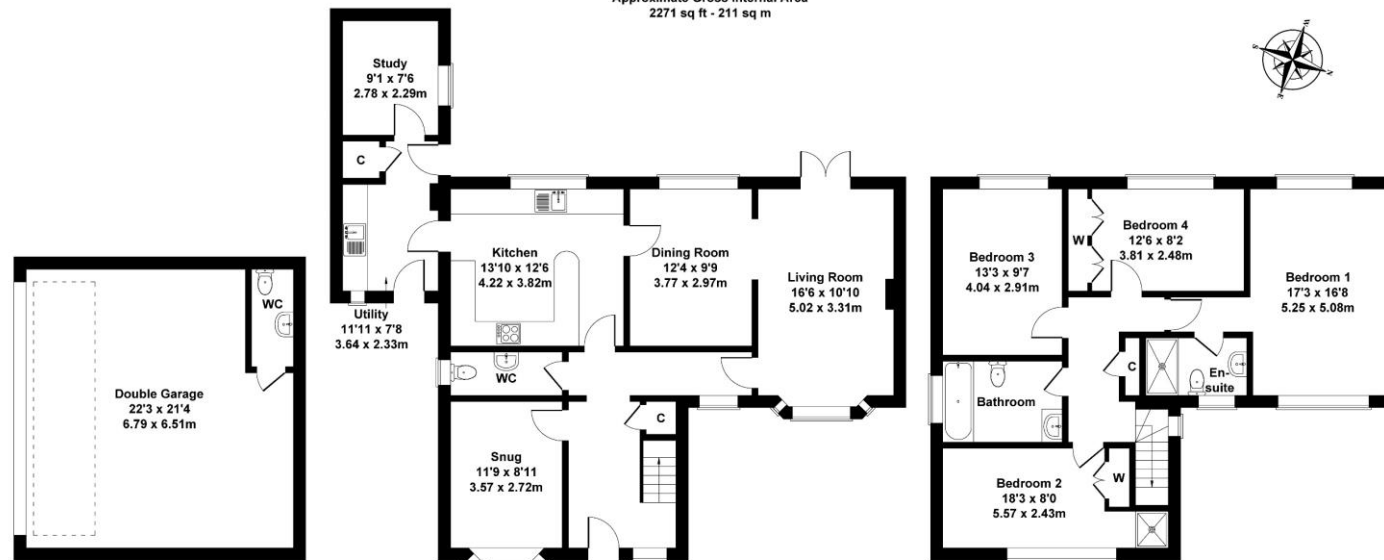 Approximate Gross Internal Area
2271 sq ft - 211 sq m
Study
9'1 x 7'6
2.78 x 2.29m
C
Utility
11'11 x 7'8
3.64 x 2.33m
Kitchen
13'10 x 12'6
4.22 x 3.82m
Dining Room
12'4 x 9'9
3.77 x 2.97m
Living Room
16'6 x 10'10
5.02 x 3.31m
WC
Double Garage
22'3 x 21'4
6.79 x 6.51m
WC
C
Snug
11'9 x 8'11
3.57 x 2.72m
Bedroom 3
13'3 x 9'7
4.04 x 2.91m
W
Bedroom 4
12'6 x 8'2
3.81 x 2.48m
Bedroom 1
17'3 x 16'8
5.25 x 5.08m
C
En-
suite
Bathroom
Bedroom 2
18'3 x 8'0
5.57 x 2.43m
W
N
E
S